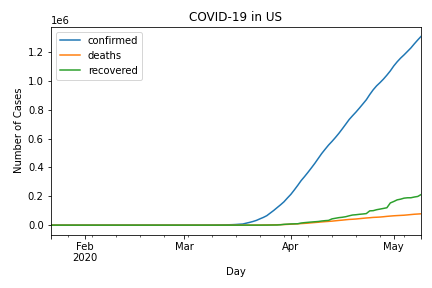 COVID-19 in US
1e6
confirmed
deaths
recovered
Number of Cases
1.2
1.0
0.8
0.6
0.4
0.2
0.0
Feb
2020
Mar
Apr
May
Day